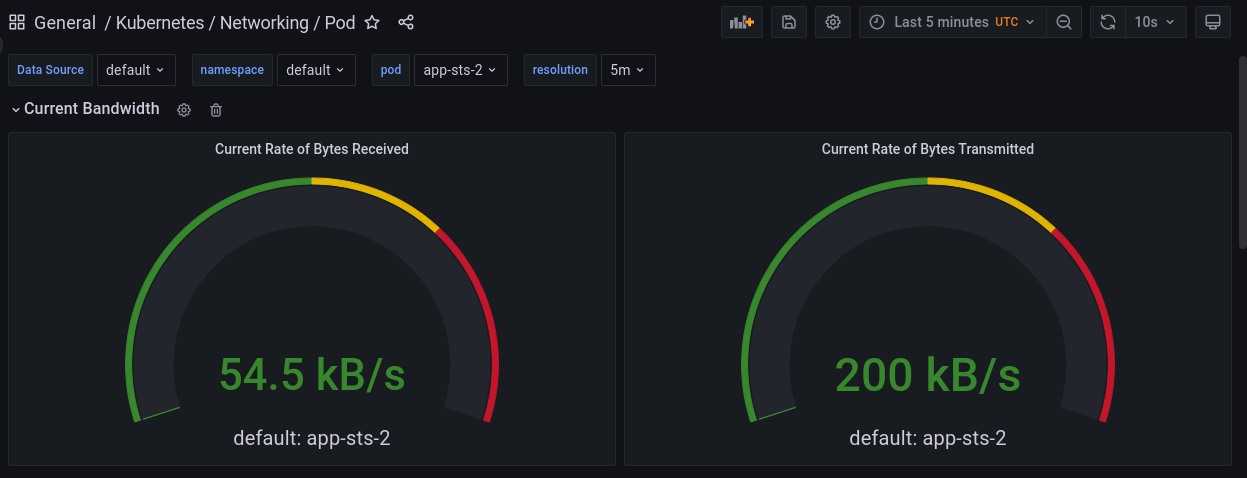 General / Kubernetes / Networking / Pod
Last 5 minutes UTC
10s
Data Source default
namespace default
pod app-sts-2
resolution 5m
Current Bandwidth
Current Rate of Bytes Received
54.5 kB/s
default: app-sts-2
Current Rate of Bytes Transmitted
200 kB/s
default: app-sts-2